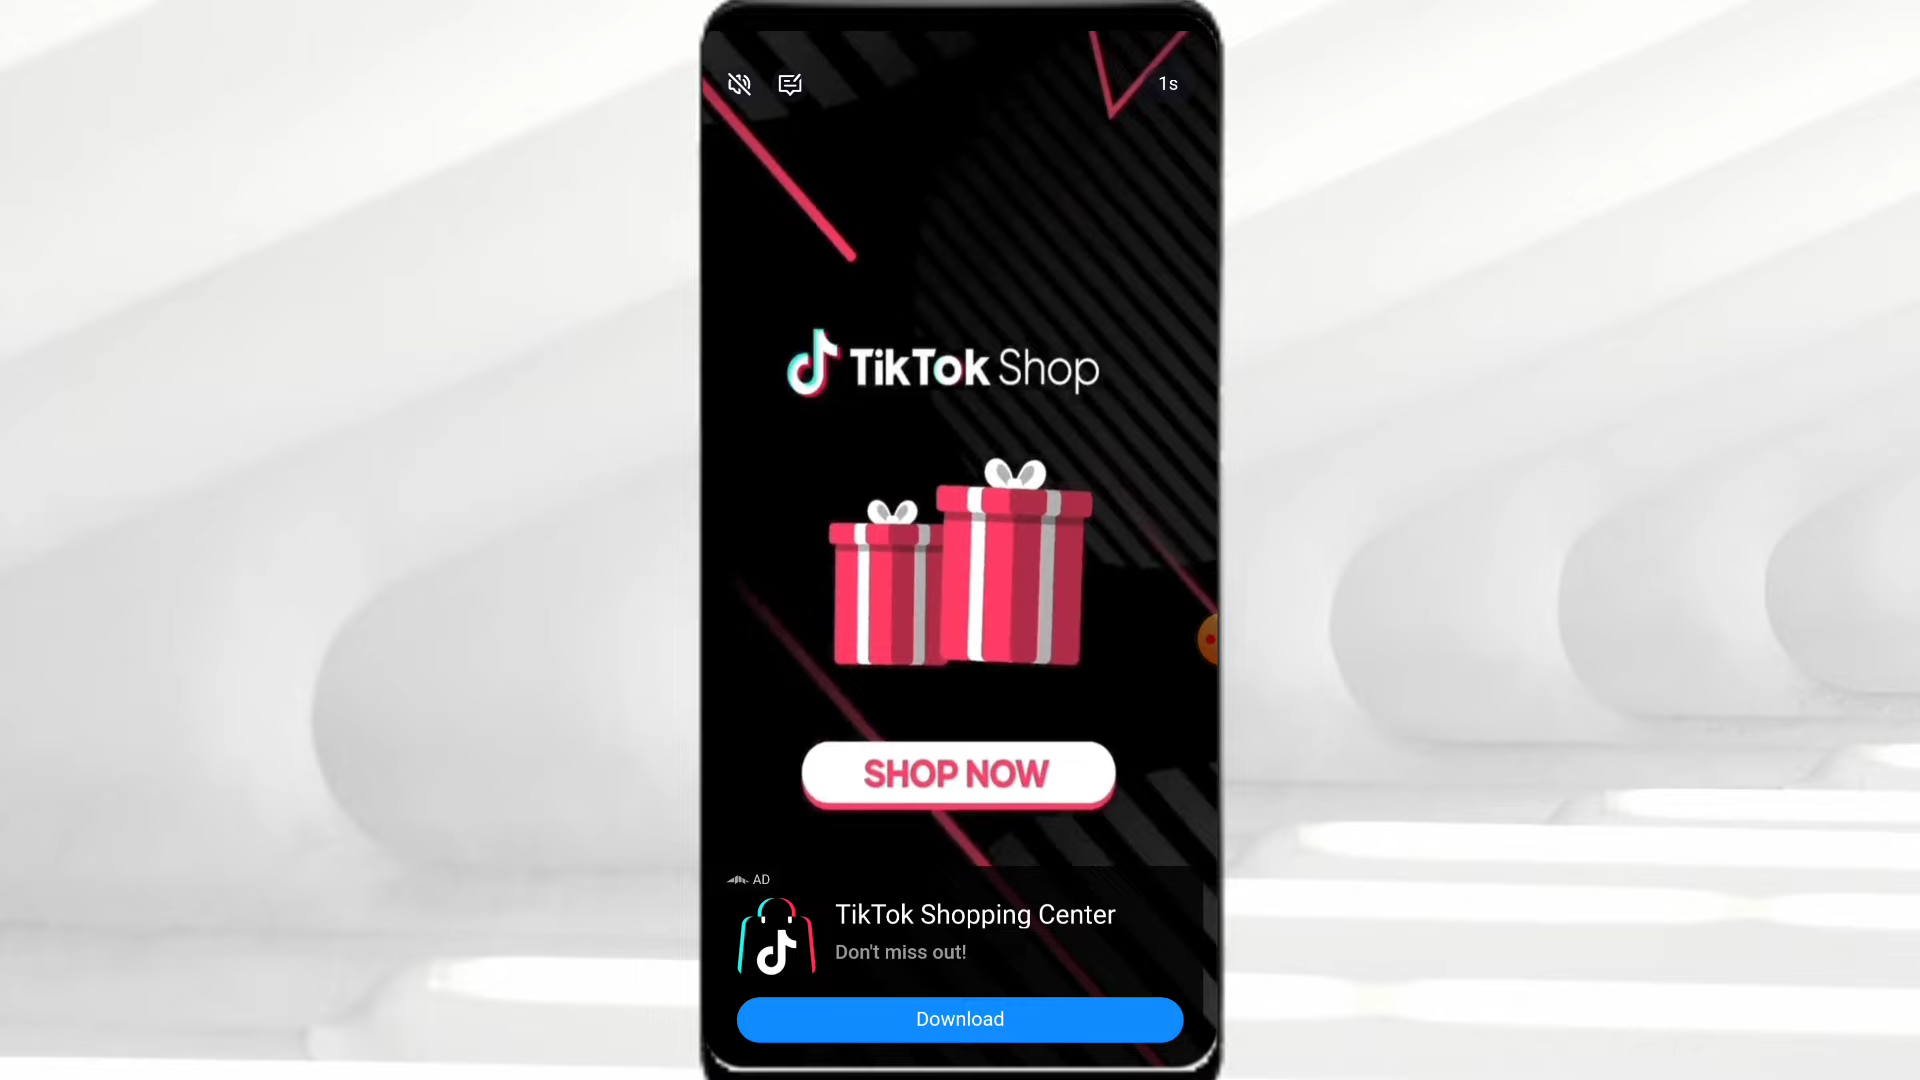 1s
TikTok Shop
SHOP NOW
AD
TikTok Shopping Center
Don't miss out!
Download